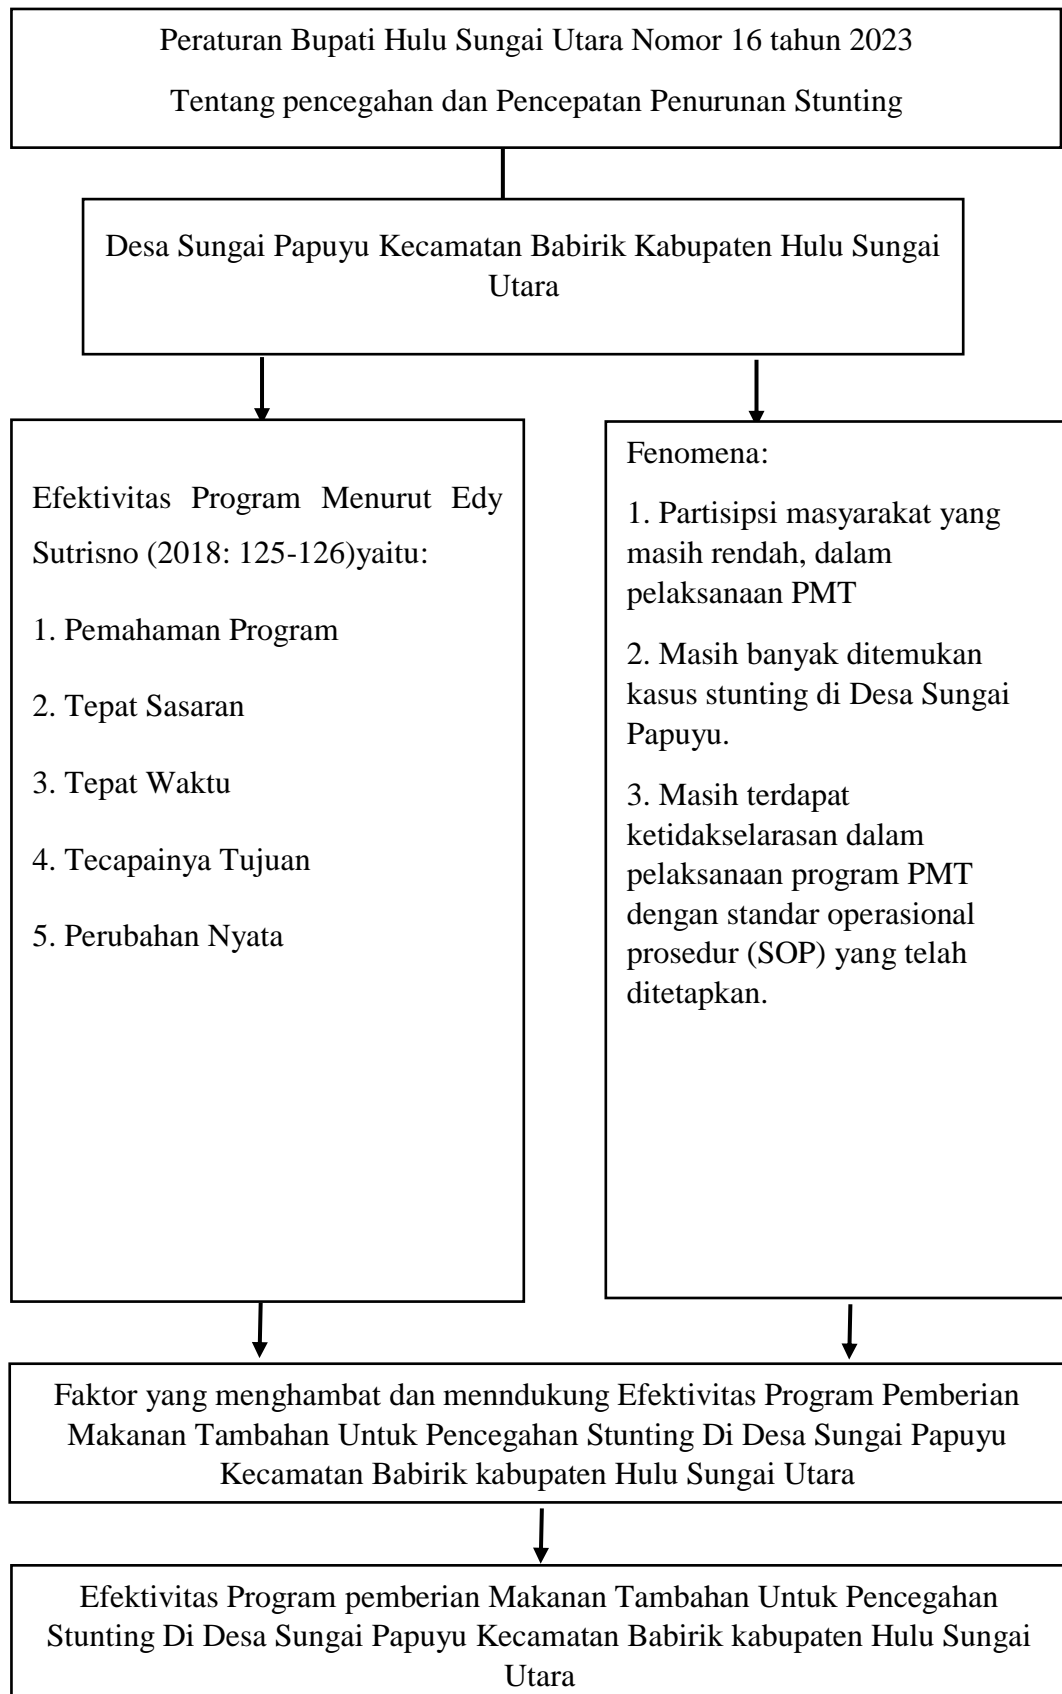 Peraturan Bupati Hulu Sungai Utara Nomor 16 tahun 2023
Tentang pencegahan dan Pencepatan Penurunan Stunting
Desa Sungai Papuyu Kecamatan Babirik Kabupaten Hulu Sungai
Utara
Efektivitas Program Menurut Edy
Sutrisno (2018: 125-126)yaitu:
1. Pemahaman Program
2. Tepat Sasaran
3. Tepat Waktu
4. Tecapainya Tujuan
5. Perubahan Nyata
Fenomena:
1. Partisipsi masyarakat yang
masih rendah, dalam
pelaksanaan PMT
2. Masih banyak ditemukan
kasus stunting di Desa Sungai
Papuyu.
3. Masih terdapat
ketidakselarasan dalam
pelaksanaan program PMT
dengan standar operasional
prosedur (SOP) yang telah
ditetapkan.
Faktor yang menghambat dan menndukung Efektivitas Program Pemberian
Makanan Tambahan Untuk Pencegahan Stunting Di Desa Sungai Papuyu
Kecamatan Babirik kabupaten Hulu Sungai Utara
Efektivitas Program pemberian Makanan Tambahan Untuk Pencegahan
Stunting Di Desa Sungai Papuyu Kecamatan Babirik kabupaten Hulu Sungai
Utara